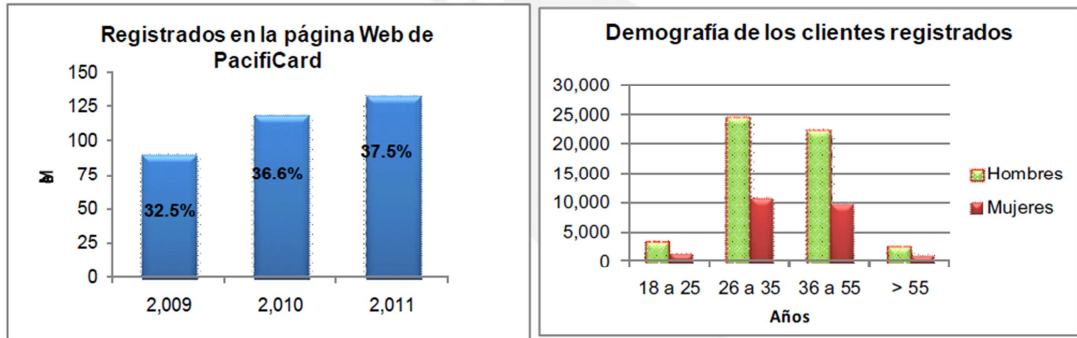 Registrados en la página Web de
PacifiCard
150
125
100
75
50
25
0
32.5%
36.6%
37.5%
2,009
2,010
2,011
Demografía de los clientes registrados
30,000
25,000
20,000
15,000
10,000
5,000
0
18 a 25
26 a 35
36 a 55
> 55
Años
Hombres
Mujeres